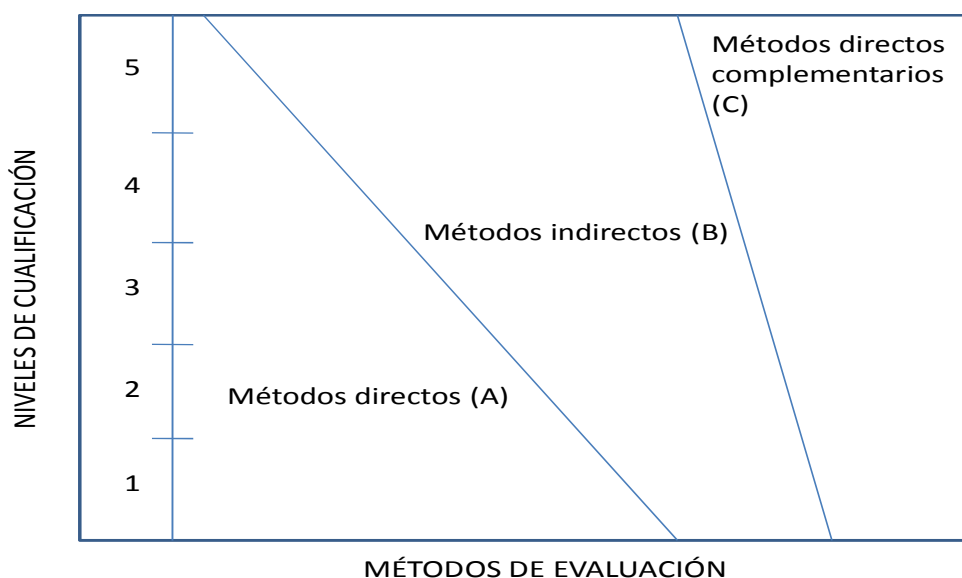 NIVELES DE CUALIFICACIÓN
5
4
3
2
1
Métodos directos
complementarios
(C)
Métodos indirectos (B)
Métodos directos (A)
MÉTODOS DE EVALUACIÓN